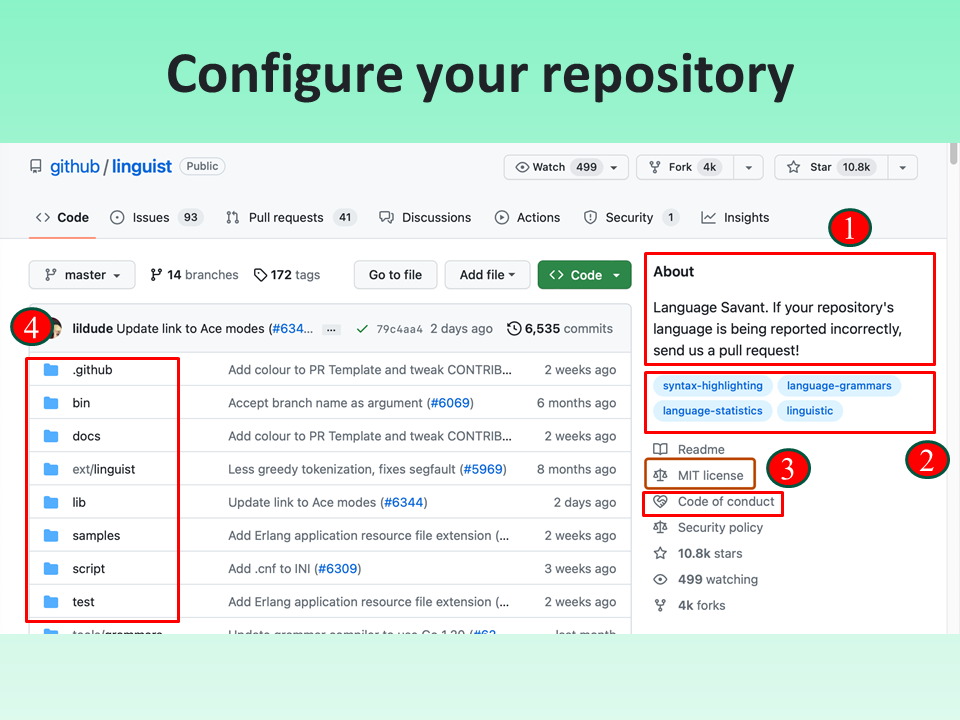 Configure your repository
github / linguist Public
Watch 499 Fork 4k Star 10.8k
Code Issues 93 Pull requests 41 Discussions Actions Security 1 Insights
1
master 14 branches 172 tags Go to file Add file Code
About
Language Savant. If your repository's
language is being reported incorrectly,
send us a pull request!
4
lildude Update link to Ace modes (#634... ... 79c4aa4 2 days ago 6,535 commits
.github Add colour to PR Template and tweak CONTRIB... 2 weeks ago
bin Accept branch name as argument (#6069) 6 months ago
docs Add colour to PR Template and tweak CONTRIB... 2 weeks ago
ext/linguist Less greedy tokenization, fixes segfault (#5969) 8 months ago
lib Update link to Ace modes (#6344) 2 days ago
samples Add Erlang application resource file extension (... 2 weeks ago
script Add .cnf to INI (#6309) 3 weeks ago
test Add Erlang application resource file extension (... 2 weeks ago
syntax-highlighting language-grammars
language-statistics linguistic
2
Readme
MIT license
3
Code of conduct
Security policy
10.8k stars
499 watching
4k forks